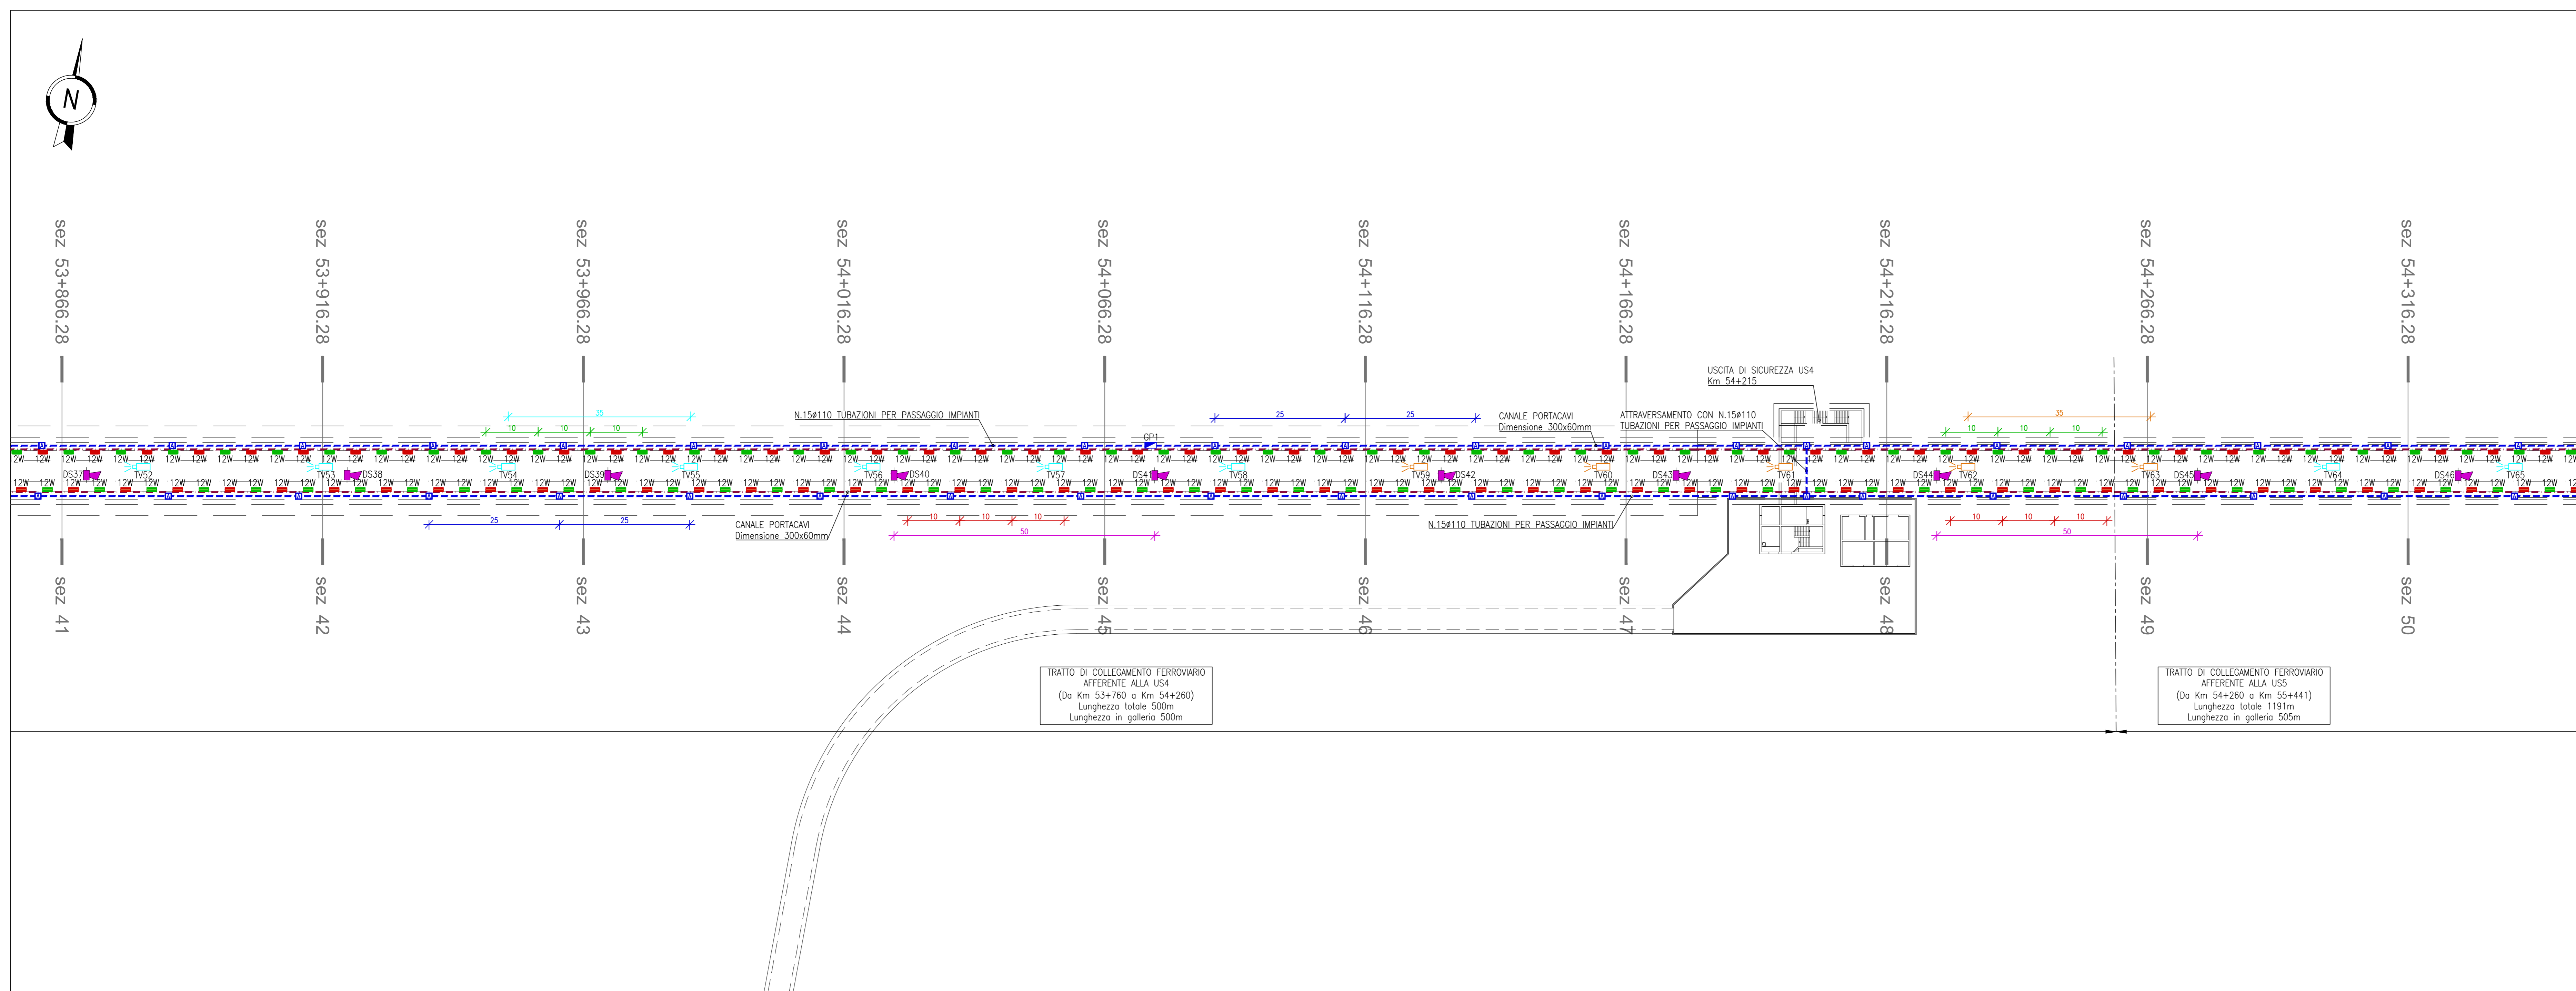 N
sez 53+866.28
sez 53+916.28
sez 53+966.28
sez 54+016.28
sez 54+066.28
sez 54+116.28
sez 54+166.28
sez 54+216.28
sez 54+266.28
sez 54+316.28
USCITA DI SICUREZZA US4
Km 54+215
35
10 10 10
N.15ø110 TUBAZIONI PER PASSAGGIO IMPIANTI
25 25
CANALE PORTACAVI
Dimensione 300x60mm
ATTRAVERSAMENTO CON N.15ø110
TUBAZIONI PER PASSAGGIO IMPIANTI
35
10 10 10
GP1
12W 12W 12W 12W
DS37 TV52 TV53 DS38 TV54 DS39 TV55 TV56 DS40 TV57 DS41 TV58 TV59 DS42 TV60 DS43 TV61 DS44 TV62 TV63 DS45 TV64 DS46 TV65
12W 12W 12W 12W
25 25
CANALE PORTACAVI
Dimensione 300x60mm
10 10 10
50
N.15ø110 TUBAZIONI PER PASSAGGIO IMPIANTI
10 10 10
50
sez 41
sez 42
sez 43
sez 44
sez 45
sez 46
sez 47
sez 48
sez 49
sez 50
TRATTO DI COLLEGAMENTO FERROVIARIO
AFFERENTE ALLA US4
(Da Km 53+760 a Km 54+260)
Lunghezza totale 500m
Lunghezza in galleria 500m
TRATTO DI COLLEGAMENTO FERROVIARIO
AFFERENTE ALLA US5
(Da Km 54+260 a Km 55+441)
Lunghezza totale 1191m
Lunghezza in galleria 505m